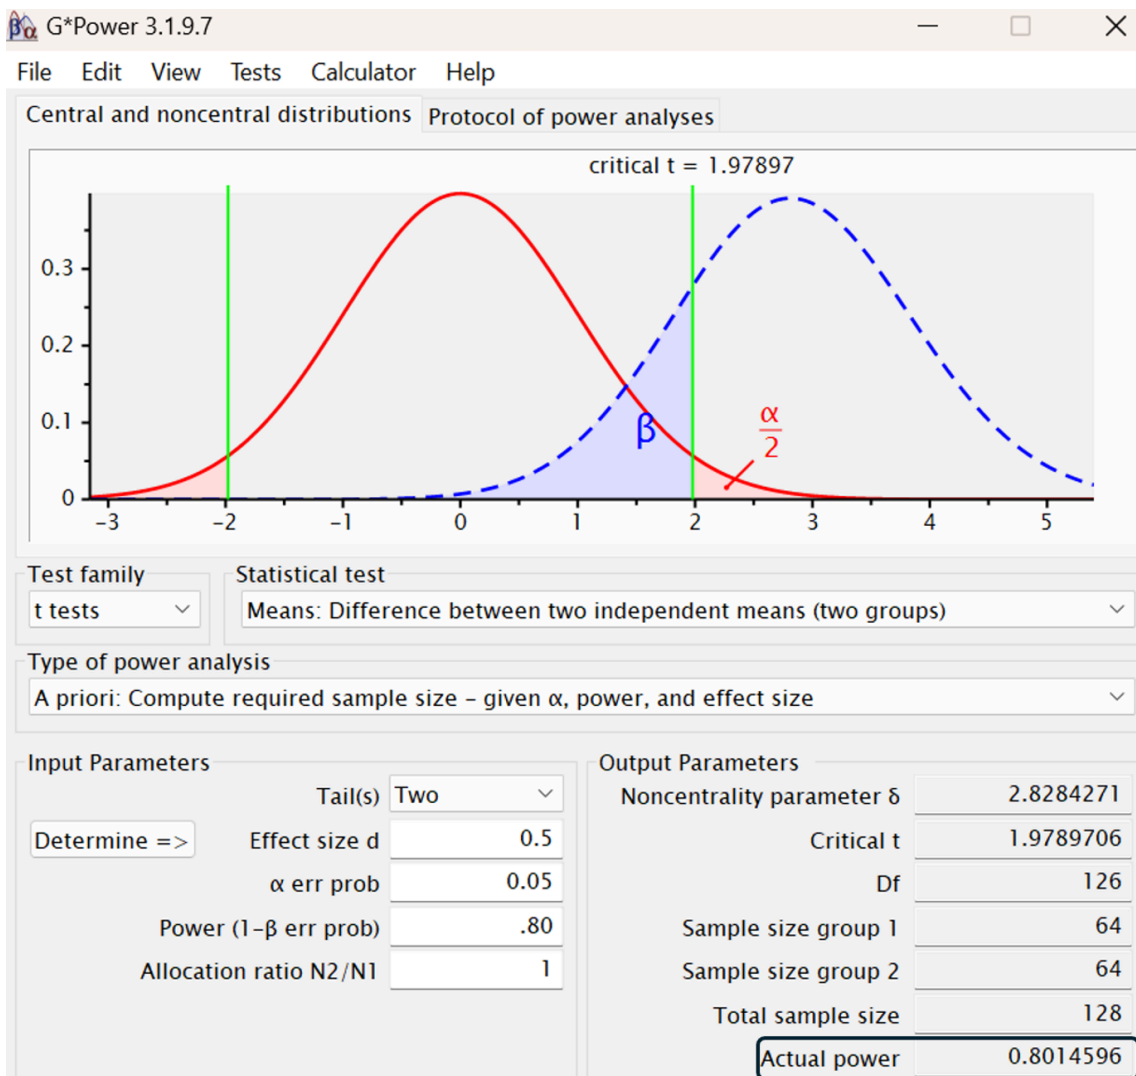 G*Power 3.1.9.7
File Edit View Tests Calculator Help
Central and noncentral distributions Protocol of power analyses
critical t = 1.97897
0.3
0.2
0.1
0
β
α
2
-3 -2 -1 0 1 2 3 4 5
Test family Statistical test
t tests Means: Difference between two independent means (two groups)
Type of power analysis
A priori: Compute required sample size – given α, power, and effect size
Input Parameters Output Parameters
Tail(s) Two Noncentrality parameter δ 2.8284271
Determine => Effect size d 0.5 Critical t 1.9789706
α err prob 0.05 Df 126
Power (1-β err prob) .80 Sample size group 1 64
Allocation ratio N2/N1 1 Sample size group 2 64
Total sample size 128
Actual power 0.8014596